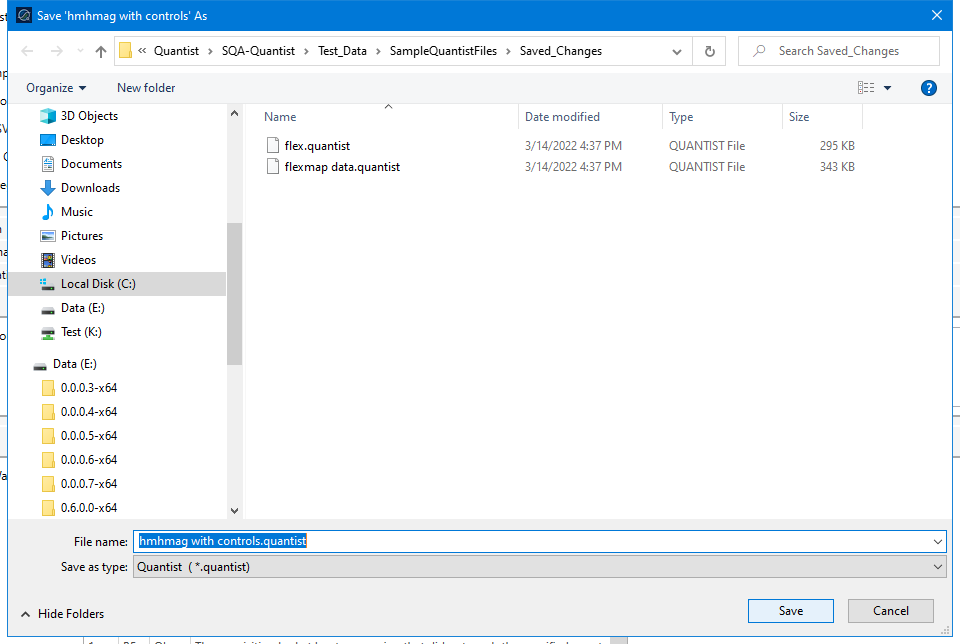 Save 'hmhmag with controls' As
« Quantist › SQA-Quantist › Test_Data › SampleQuantistFiles › Saved_Changes
Search Saved_Changes
Organize
New folder
?
3D Objects
Desktop
Documents
Downloads
Music
Pictures
Videos
Local Disk (C:)
Data (E:)
Test (K:)
Data (E:)
0.0.0.3-x64
0.0.0.4-x64
0.0.0.5-x64
0.0.0.6-x64
0.0.0.7-x64
0.6.0.0-x64
Name Date modified Type Size
flex.quantist 3/14/2022 4:37 PM QUANTIST File 295 KB
flexmap data.quantist 3/14/2022 4:37 PM QUANTIST File 343 KB
File name: hmhmag with controls.quantist
Save as type: Quantist ( *.quantist)
Hide Folders
Save
Cancel